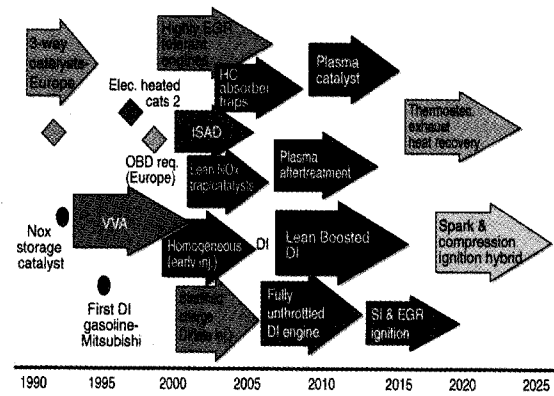 3-way
catalysts-
Europe
Highly EGR
tolerant
engines
Elec. heated
cats 2
HC
absorber
traps
Plasma
catalyst
Thermoelec.
exhaust
heat recovery
OBD req.
(Europe)
ISAD
Lean NOx
trap/catalysts
Plasma
aftertreatment
Nox
storage
catalyst
VVA
Homogeneous
(early inj.)
DI
Lean Boosted
DI
Spark &
compression
ignition hybrid
First DI
gasoline-
Mitsubishi
charge
Fully
unthrottled
DI engine
SI & EGR
ignition
1990
1995
2000
2005
2010
2015
2020
2025